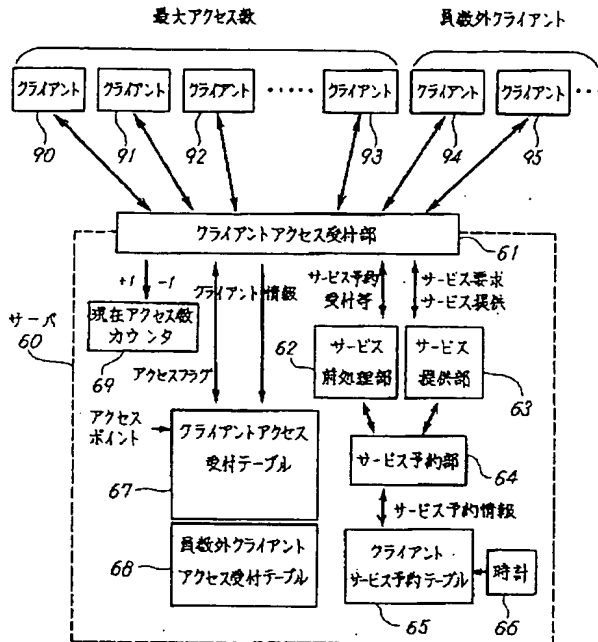 最大アクセス数
員数外クライアント
クライアント
クライアント
クライアント
・・・・・
クライアント
クライアント
クライアント
・・・
90
91
92
93
94
95
クライアントアクセス受付部
61
+1
-1
クライアント情報
サービス予約
受付等
サービス要求
サービス提供
サーバ
60
現在アクセス数
カウンタ
69
アクセスフラグ
62
サービス
前処理部
サービス
提供部
63
アクセス
ポイント
クライアントアクセス
受付テーブル
67
サービス予約部
64
サービス予約情報
員数外クライアント
アクセス受付テーブル
68
クライアント
サービス予約テーブル
65
時計
66